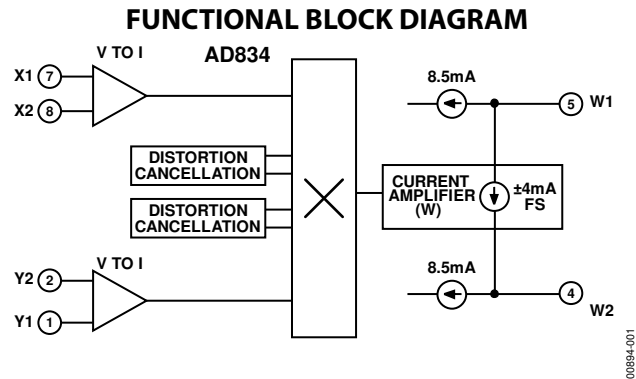 FUNCTIONAL BLOCK DIAGRAM
V TO I
AD834
X1 7
X2 8
8.5mA
5 W1
DISTORTION
CANCELLATION
DISTORTION
CANCELLATION
CURRENT
AMPLIFIER
(W)
±4mA
FS
Y2 2
V TO I
Y1 1
8.5mA
4
W2
00894-001